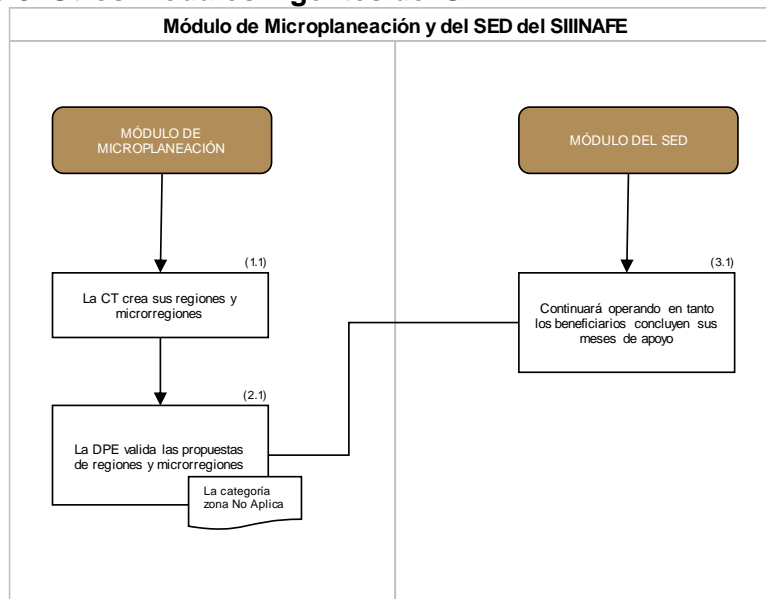 Módulo de Microplaneación y del SED del SIIINAFE
MÓDULO DE
MICROPLANEACIÓN
(1.1)
La CT crea sus regiones y
microrregiones
(2.1)
La DPE valida las propuestas
de regiones y microrregiones
La categoría
zona No Aplica
MÓDULO DEL SED
(3.1)
Continuará operando en tanto
los beneficiarios concluyen sus
meses de apoyo